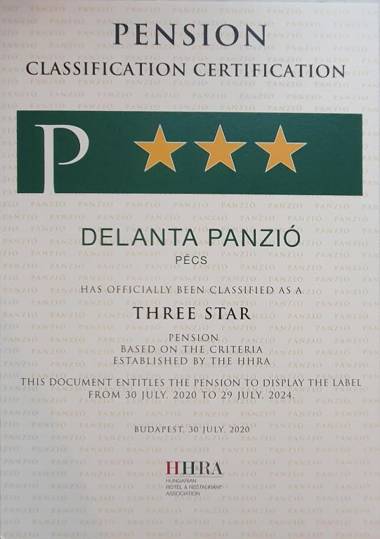 PENSION
CLASSIFICATION CERTIFICATION
P
DELANTA PANZIÓ
PÉCS
HAS OFFICIALLY BEEN CLASSIFIED AS A
THREE STAR
PENSION
BASED ON THE CRITERIA
ESTABLISHED BY THE HHRA
THIS DOCUMENT ENTITLES THE PENSION TO DISPLAY THE LABEL
FROM 30 JULY. 2020 TO 29 JULY, 2024.
BUDAPEST, 30 JULY, 2020
HHRA
HUNGARIAN
HOTEL & RESTAURANT
ASSOCIATION